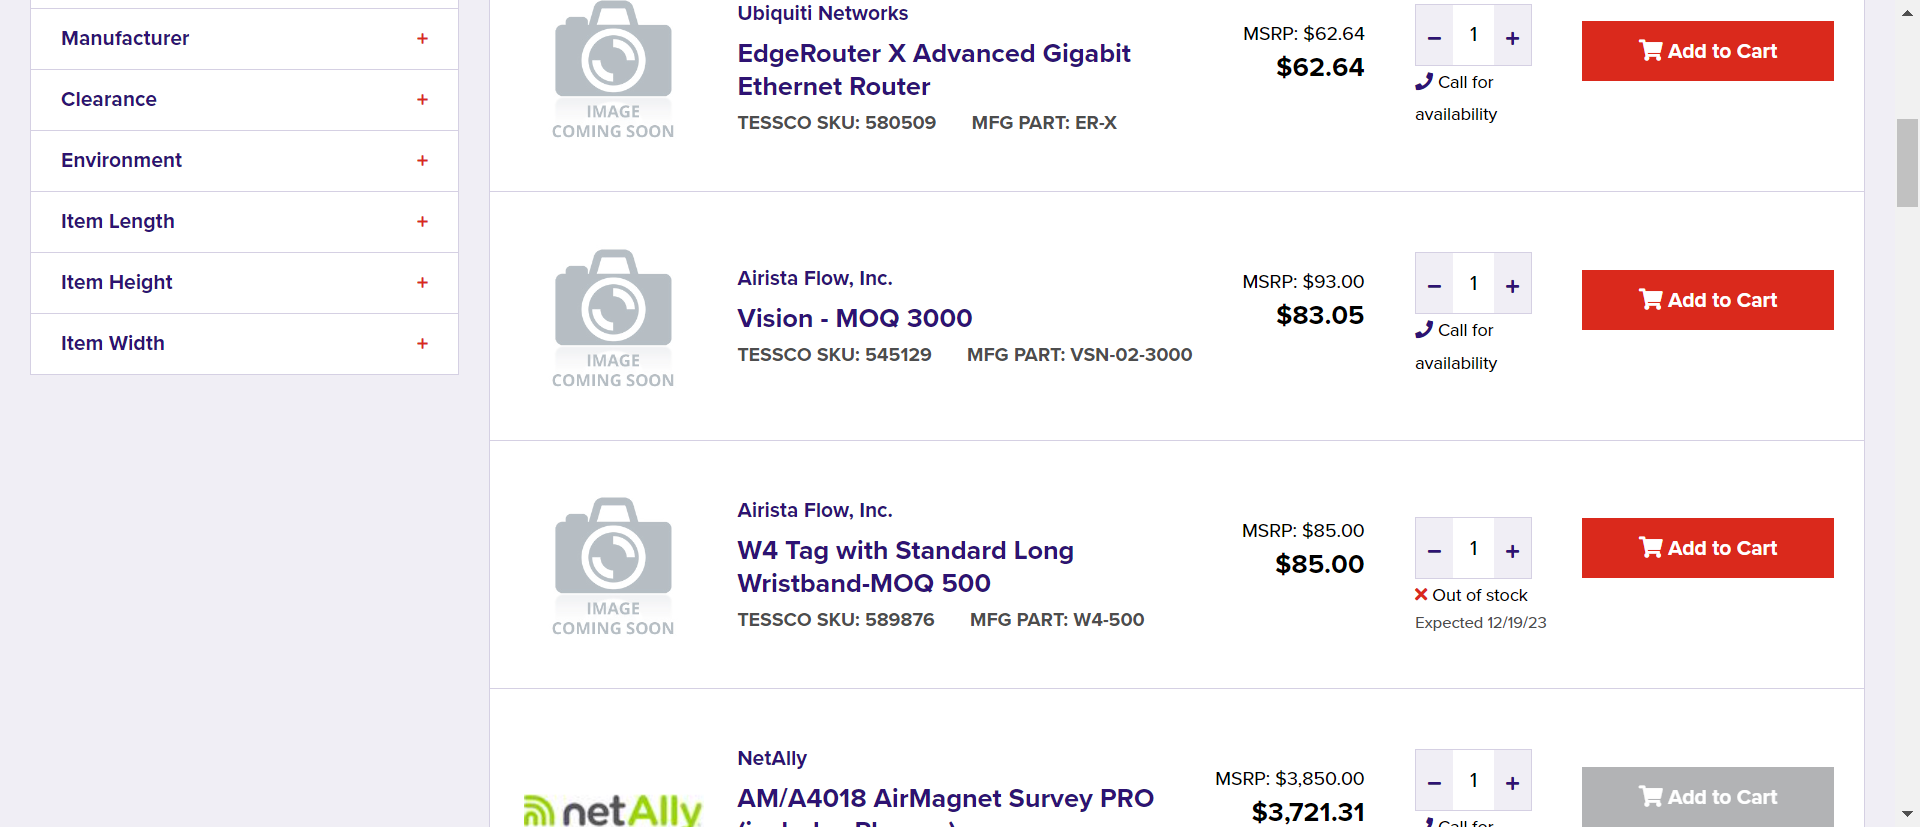 Manufacturer +
Clearance +
Environment +
Item Length +
Item Height +
Item Width +
IMAGE
COMING SOON
Ubiquiti Networks
EdgeRouter X Advanced Gigabit
Ethernet Router
TESSCO SKU: 580509 MFG PART: ER-X
MSRP: $62.64
$62.64
− 1 +
Call for
availability
Add to Cart
IMAGE
COMING SOON
Airista Flow, Inc.
Vision - MOQ 3000
TESSCO SKU: 545129 MFG PART: VSN-02-3000
MSRP: $93.00
$83.05
− 1 +
Call for
availability
Add to Cart
IMAGE
COMING SOON
Airista Flow, Inc.
W4 Tag with Standard Long
Wristband-MOQ 500
TESSCO SKU: 589876 MFG PART: W4-500
MSRP: $85.00
$85.00
− 1 +
Out of stock
Expected 12/19/23
Add to Cart
netAlly
NetAlly
AM/A4018 AirMagnet Survey PRO
MSRP: $3,850.00
$3,721.31
− 1 +
Call for
Add to Cart